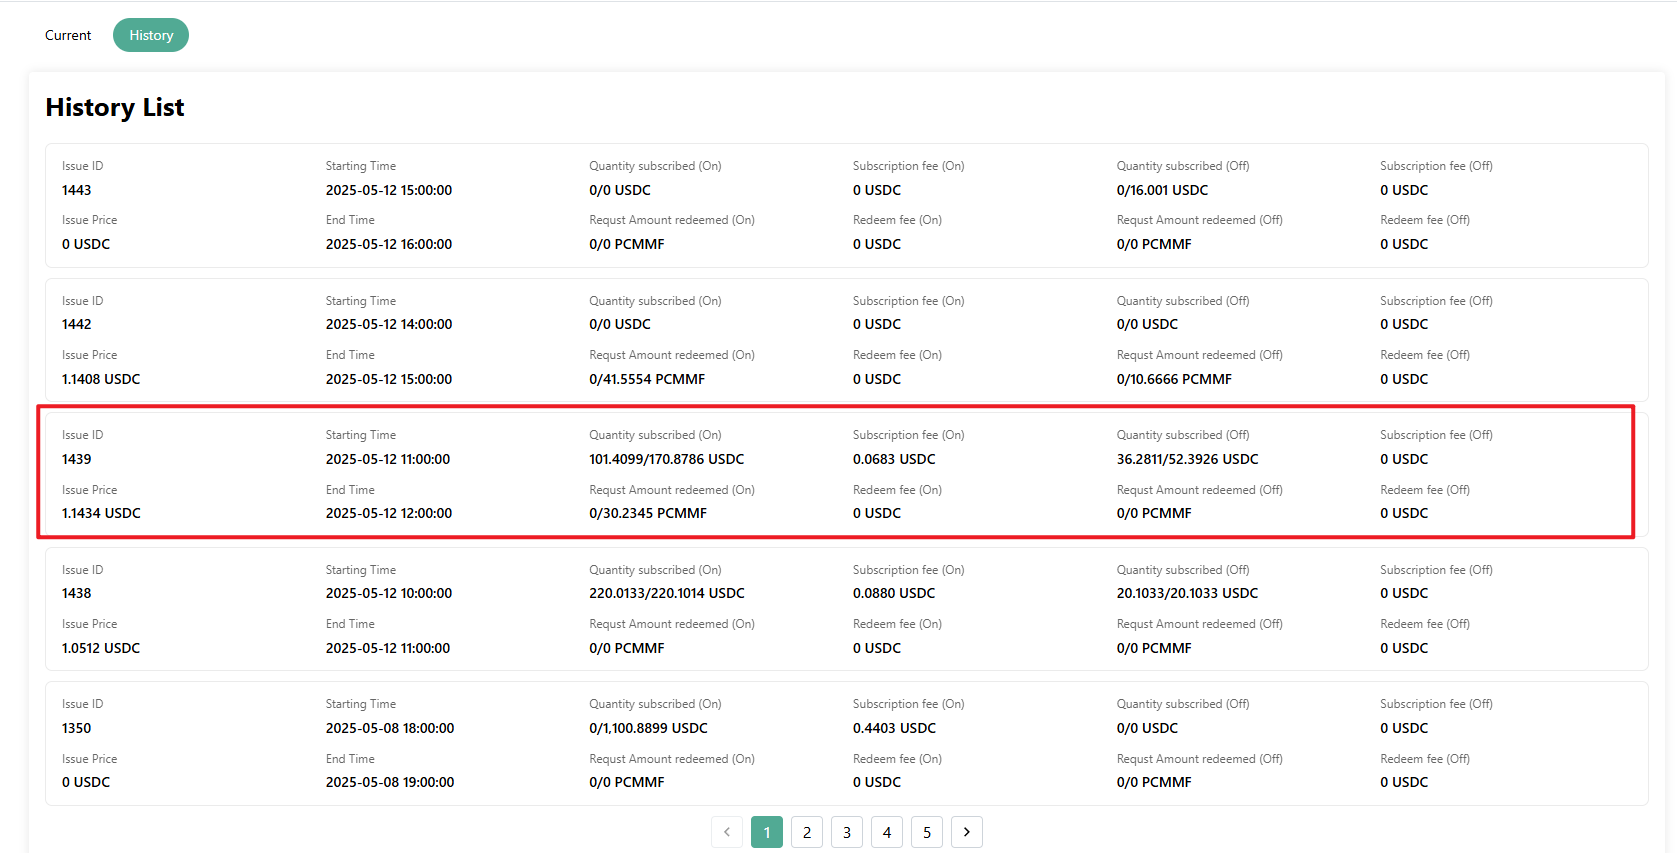 Current History
History List
Issue ID Starting Time Quantity subscribed (On) Subscription fee (On) Quantity subscribed (Off) Subscription fee (Off)
1443 2025-05-12 15:00:00 0/0 USDC 0 USDC 0/16.001 USDC 0 USDC
Issue Price End Time Requst Amount redeemed (On) Redeem fee (On) Requst Amount redeemed (Off) Redeem fee (Off)
0 USDC 2025-05-12 16:00:00 0/0 PCMMF 0 USDC 0/0 PCMMF 0 USDC
Issue ID Starting Time Quantity subscribed (On) Subscription fee (On) Quantity subscribed (Off) Subscription fee (Off)
1442 2025-05-12 14:00:00 0/0 USDC 0 USDC 0/0 USDC 0 USDC
Issue Price End Time Requst Amount redeemed (On) Redeem fee (On) Requst Amount redeemed (Off) Redeem fee (Off)
1.1408 USDC 2025-05-12 15:00:00 0/41.5554 PCMMF 0 USDC 0/10.6666 PCMMF 0 USDC
Issue ID Starting Time Quantity subscribed (On) Subscription fee (On) Quantity subscribed (Off) Subscription fee (Off)
1439 2025-05-12 11:00:00 101.4099/170.8786 USDC 0.0683 USDC 36.2811/52.3926 USDC 0 USDC
Issue Price End Time Requst Amount redeemed (On) Redeem fee (On) Requst Amount redeemed (Off) Redeem fee (Off)
1.1434 USDC 2025-05-12 12:00:00 0/30.2345 PCMMF 0 USDC 0/0 PCMMF 0 USDC
Issue ID Starting Time Quantity subscribed (On) Subscription fee (On) Quantity subscribed (Off) Subscription fee (Off)
1438 2025-05-12 10:00:00 220.0133/220.1014 USDC 0.0880 USDC 20.1033/20.1033 USDC 0 USDC
Issue Price End Time Requst Amount redeemed (On) Redeem fee (On) Requst Amount redeemed (Off) Redeem fee (Off)
1.0512 USDC 2025-05-12 11:00:00 0/0 PCMMF 0 USDC 0/0 PCMMF 0 USDC
Issue ID Starting Time Quantity subscribed (On) Subscription fee (On) Quantity subscribed (Off) Subscription fee (Off)
1350 2025-05-08 18:00:00 0/1,100.8899 USDC 0.4403 USDC 0/0 USDC 0 USDC
Issue Price End Time Requst Amount redeemed (On) Redeem fee (On) Requst Amount redeemed (Off) Redeem fee (Off)
0 USDC 2025-05-08 19:00:00 0/0 PCMMF 0 USDC 0/0 PCMMF 0 USDC
< 1 2 3 4 5 >